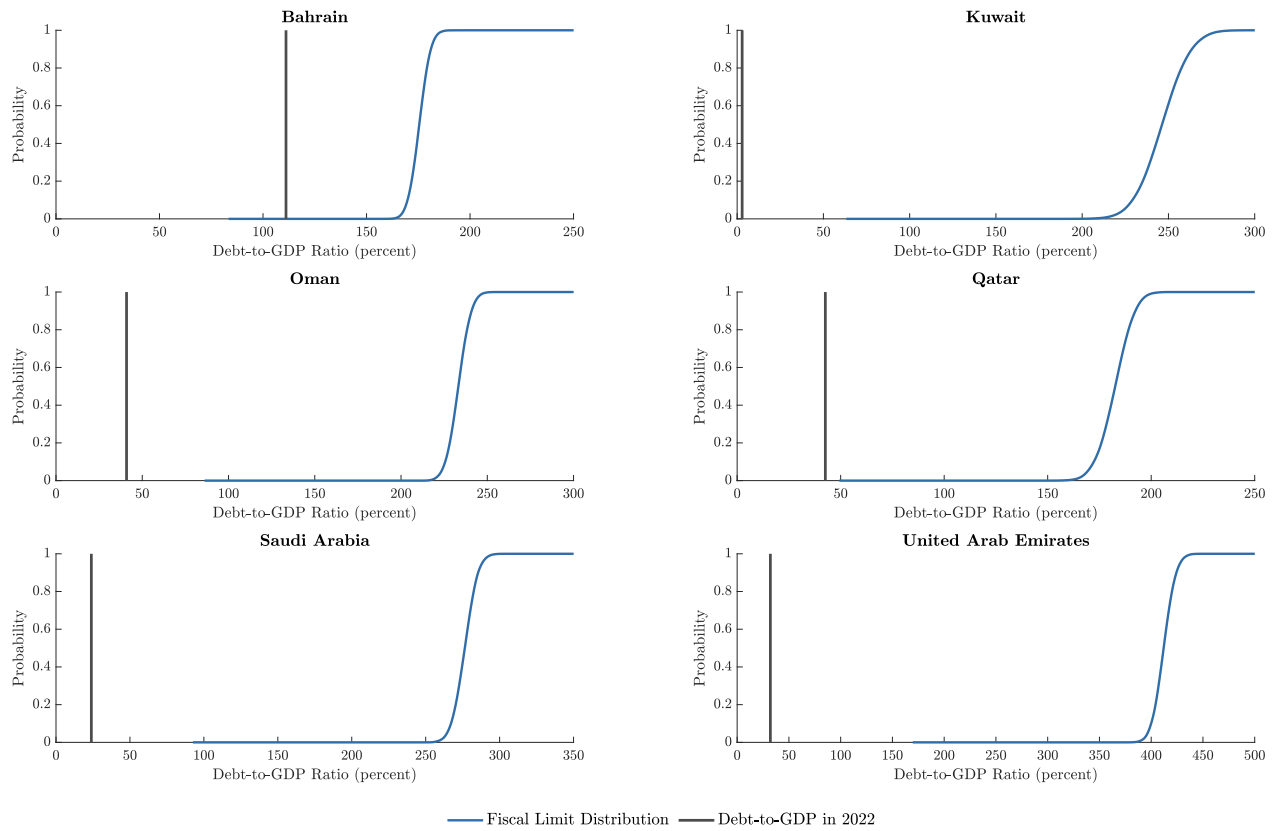 Bahrain
1
0.8
0.6
0.4
0.2
0
Probability
0 50 100 150 200 250
Debt-to-GDP Ratio (percent)
Kuwait
1
0.8
0.6
0.4
0.2
0
Probability
0 50 100 150 200 250 300
Debt-to-GDP Ratio (percent)
Oman
1
0.8
0.6
0.4
0.2
0
Probability
0 50 100 150 200 250 300
Debt-to-GDP Ratio (percent)
Qatar
1
0.8
0.6
0.4
0.2
0
Probability
0 50 100 150 200 250
Debt-to-GDP Ratio (percent)
Saudi Arabia
1
0.8
0.6
0.4
0.2
0
Probability
0 50 100 150 200 250 300 350
Debt-to-GDP Ratio (percent)
United Arab Emirates
1
0.8
0.6
0.4
0.2
0
Probability
0 50 100 150 200 250 300 350 400 450 500
Debt-to-GDP Ratio (percent)
Fiscal Limit Distribution Debt-to-GDP in 2022